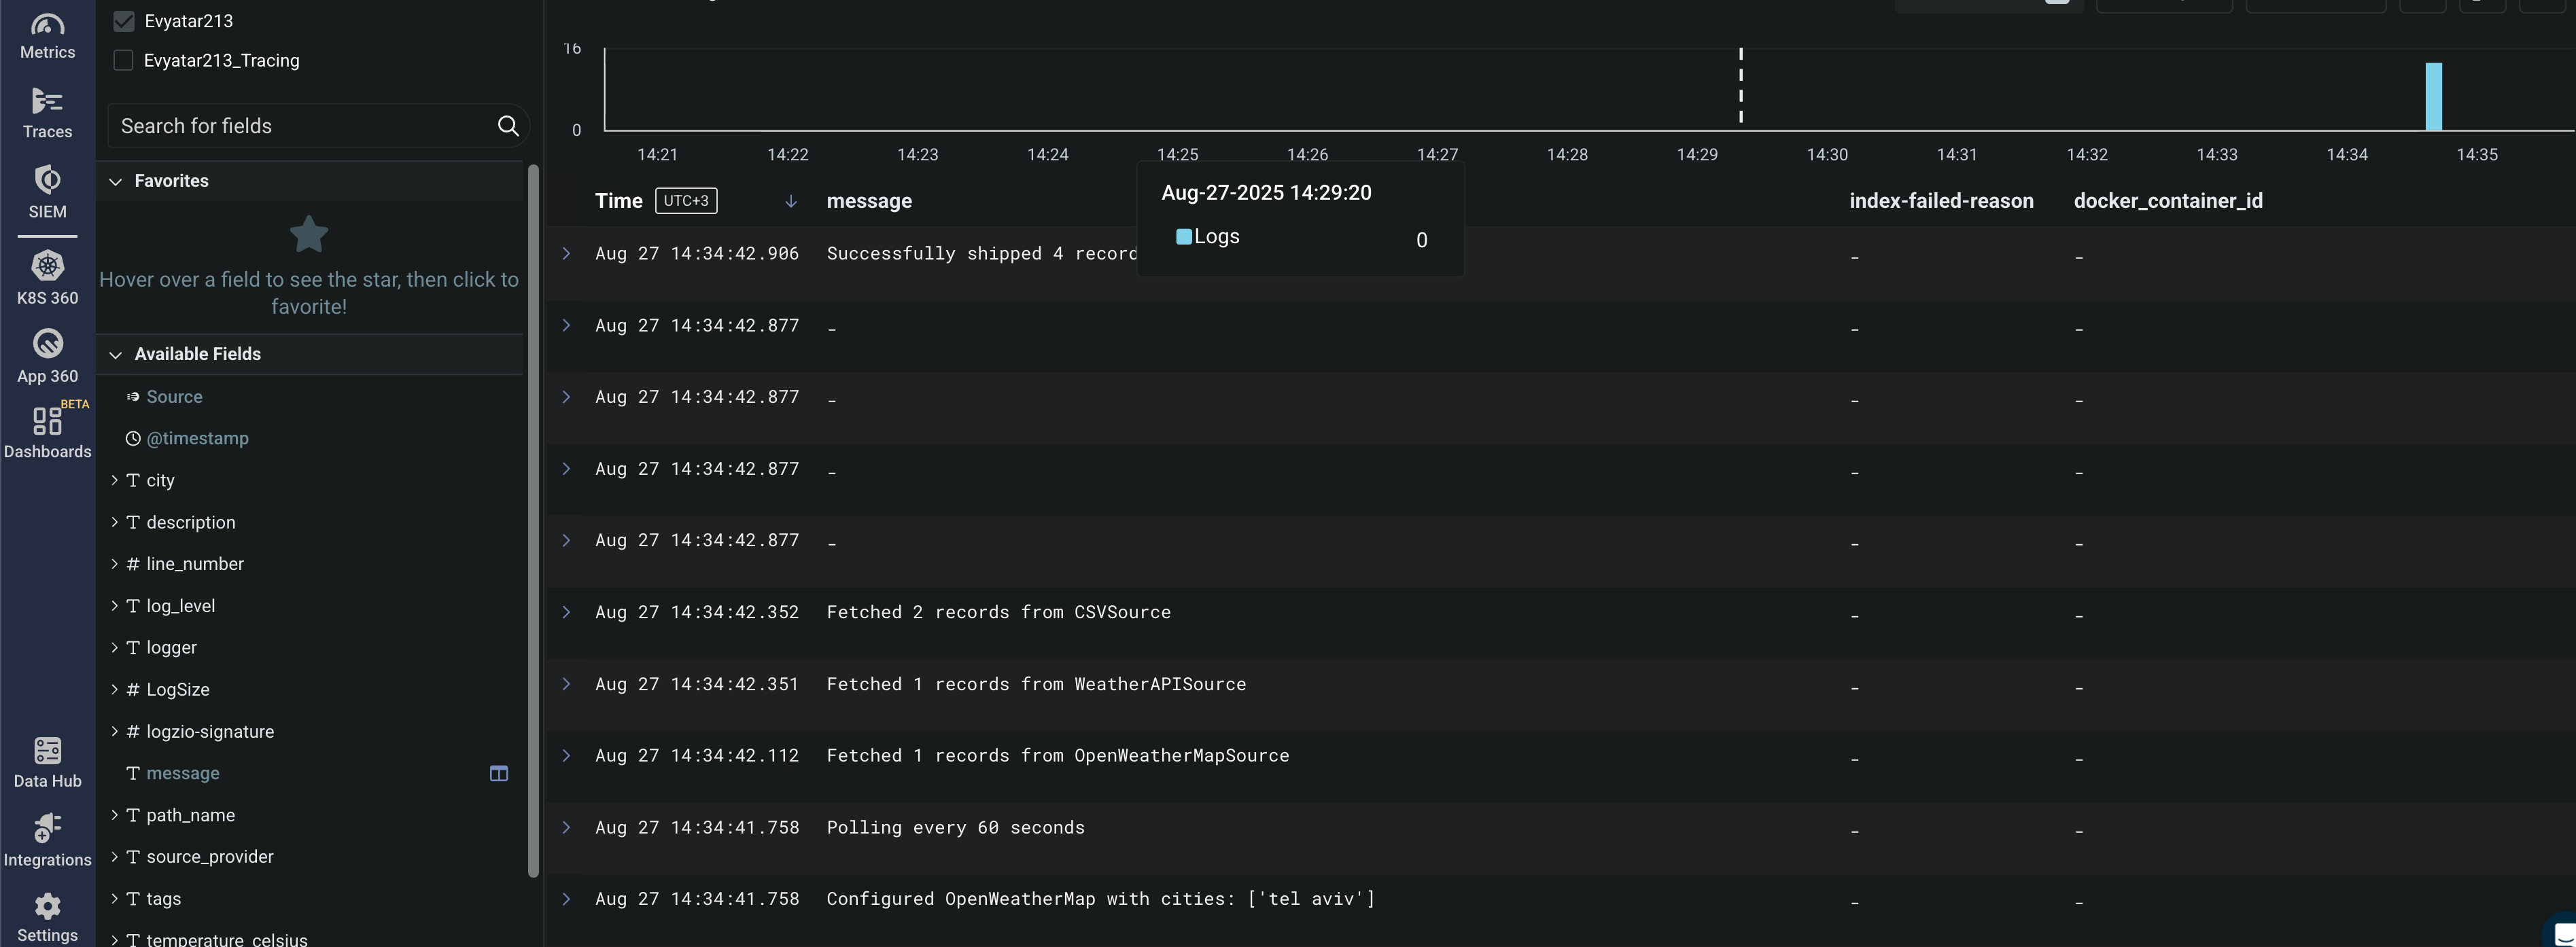 Metrics
Traces
SIEM
K8S 360
App 360
BETA
Dashboards
Data Hub
Integrations
Settings
Evyatar213
Evyatar213_Tracing
Search for fields
Favorites
Hover over a field to see the star, then click to
favorite!
Available Fields
Source
@timestamp
city
description
line_number
log_level
logger
LogSize
logzio-signature
message
path_name
source_provider
tags
temperature_celsius
16
0
14:21 14:22 14:23 14:24 14:25 14:26 14:27 14:28 14:29 14:30 14:31 14:32 14:33 14:34 14:35
Aug-27-2025 14:29:20
Logs 0
Time UTC+3 message index-failed-reason docker_container_id
Aug 27 14:34:42.906 Successfully shipped 4 record - -
Aug 27 14:34:42.877 - - -
Aug 27 14:34:42.877 - - -
Aug 27 14:34:42.877 - - -
Aug 27 14:34:42.877 - - -
Aug 27 14:34:42.352 Fetched 2 records from CSVSource - -
Aug 27 14:34:42.351 Fetched 1 records from WeatherAPISource - -
Aug 27 14:34:42.112 Fetched 1 records from OpenWeatherMapSource - -
Aug 27 14:34:41.758 Polling every 60 seconds - -
Aug 27 14:34:41.758 Configured OpenWeatherMap with cities: ['tel aviv'] - -